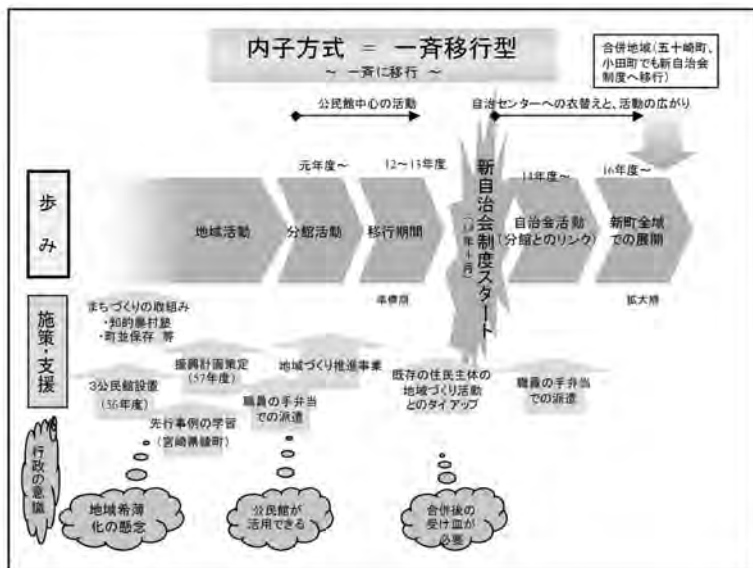 内子方式 = 一斉移行型
~ 一斉に移行 ~
合併地域(五十崎町、
小田町でも新自治会
制度へ移行)
公民館中心の活動
自治センターへの衣替えと、活動の広がり
歩み
元年度~
12~13年度
14年度~
16年度~
地域活動
分館活動
移行期間
新自治会制度スタート
自治会活動
(分館とのリンク)
新町全域
での展開
準備期
拡大期
施策・支援
まちづくりの取組み
・知的農村塾
・町並保存 等
振興計画策定
(57年度)
地域づくり推進事業
既存の住民主体の
地域づくり活動
とのタイアップ
職員の手弁当
での派遣
3公民館設置
(56年度)
職員の手弁当
での派遣
先行事例の学習
(宮崎県綾町)
行政の意識
地域希薄
化の懸念
公民館が
活用できる
合併後の
受け皿が
必要